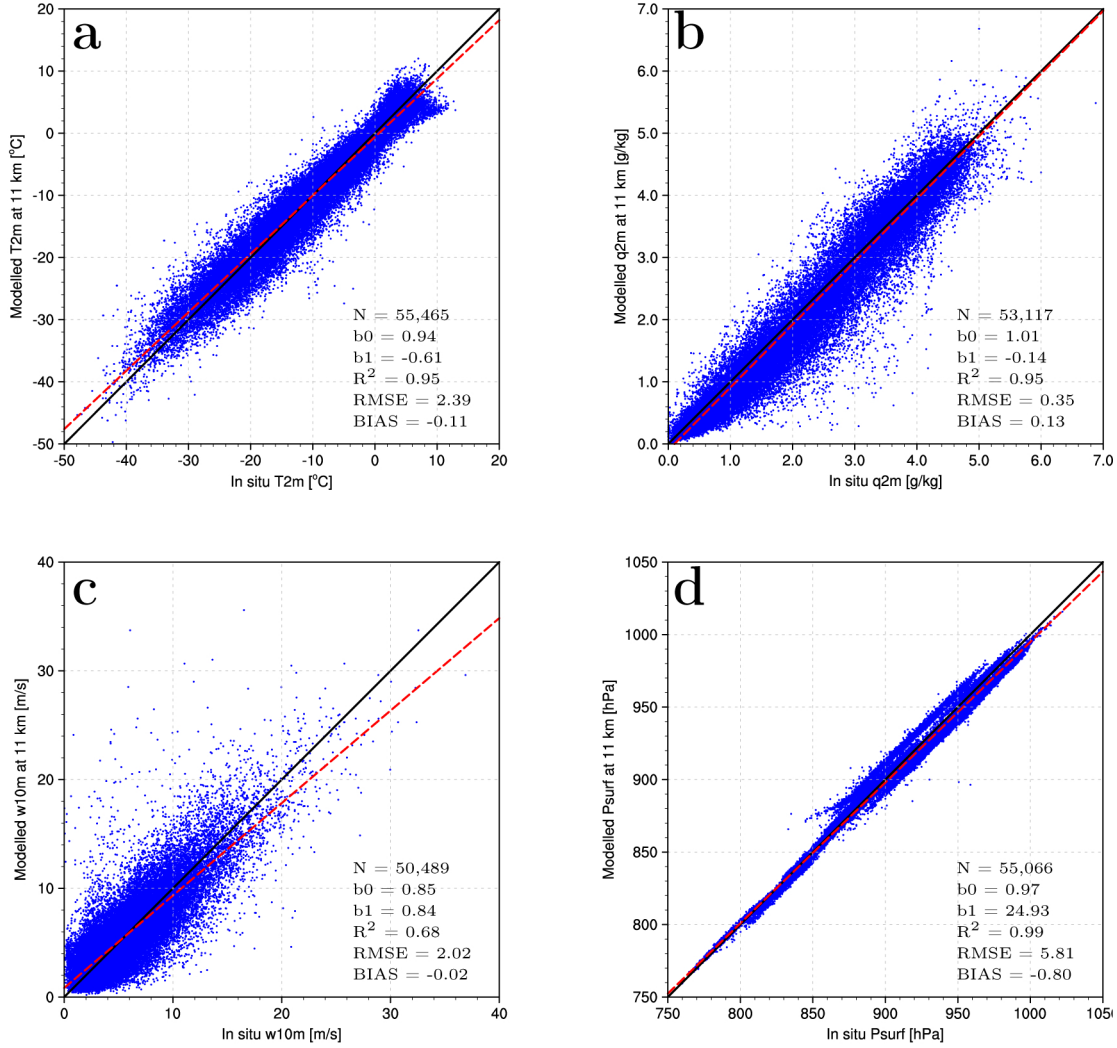 a
20
10
0
-10
-20
-30
-40
-50
Modelled T2m at 11 km [°C]
N = 55,465
b0 = 0.94
b1 = -0.61
R² = 0.95
RMSE = 2.39
BIAS = -0.11
-50 -40 -30 -20 -10 0 10 20
In situ T2m [°C]
b
7.0
6.0
5.0
4.0
3.0
2.0
1.0
0.0
Modelled q2m at 11 km [g/kg]
N = 53,117
b0 = 1.01
b1 = -0.14
R² = 0.95
RMSE = 0.35
BIAS = 0.13
0.0 1.0 2.0 3.0 4.0 5.0 6.0 7.0
In situ q2m [g/kg]
c
40
30
20
10
0
Modelled w10m at 11 km [m/s]
N = 50,489
b0 = 0.85
b1 = 0.84
R² = 0.68
RMSE = 2.02
BIAS = -0.02
0 10 20 30 40
In situ w10m [m/s]
d
1050
1000
950
900
850
800
750
Modelled Psurf at 11 km [hPa]
N = 55,066
b0 = 0.97
b1 = 24.93
R² = 0.99
RMSE = 5.81
BIAS = -0.80
750 800 850 900 950 1000 105
In situ Psurf [hPa]